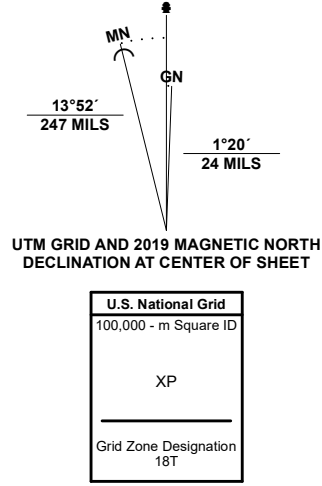 MN
GN
13°52´
247 MILS
1°20´
24 MILS
UTM GRID AND 2019 MAGNETIC NORTH
DECLINATION AT CENTER OF SHEET
U.S. National Grid
100,000 - m Square ID
XP
Grid Zone Designation
18T